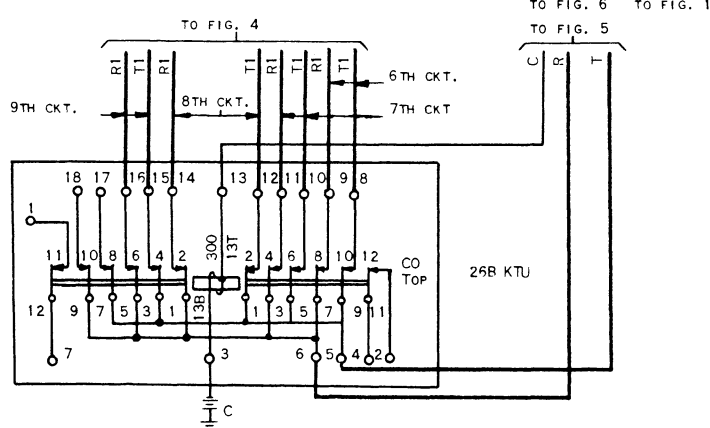 TO FIG. 6 TO FIG. 1
TO FIG. 4
TO FIG. 5
R1 T1 R1 T1 R1 T1 R1 T1 C R T
6TH CKT.
9TH CKT. 8TH CKT. 7TH CKT
18 17 16 15 14 13 12 11 10 9 8
1
300 13T
11 10 8 6 4 2 2 4 6 8 10 12
CO TOP
26B KTU
12 9 7 5 3 1 13B 1 3 5 7 9 11
7 3 6 5 4 2
C